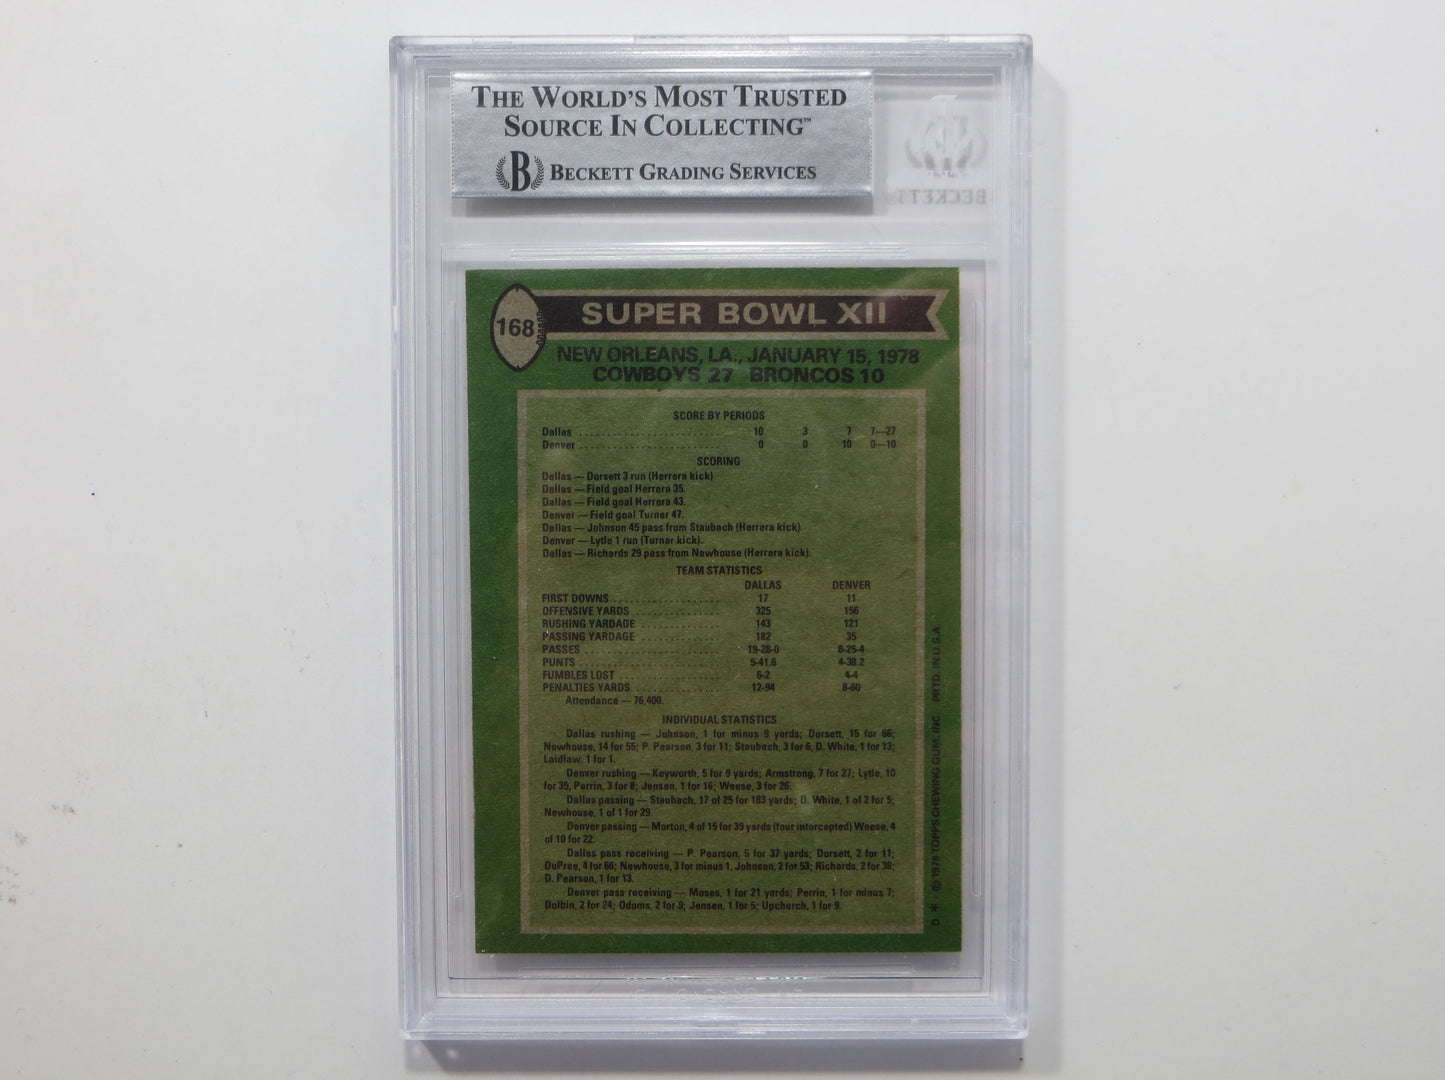 THE WORLD'S MOST TRUSTED
SOURCE IN COLLECTING™
B BECKETT GRADING SERVICES
BECKETT
168
SUPER BOWL XII
NEW ORLEANS, LA., JANUARY 15, 1978
COWBOYS 27 BRONCOS 10
SCORE BY PERIODS
Dallas . . . . . . . . . . . . . . . . . . . . . . . . . 10 3 7 7—27
Denver . . . . . . . . . . . . . . . . . . . . . . . . . 0 0 10 0—10
SCORING
Dallas — Dorsett 3 run (Herrera kick)
Dallas — Field goal Herrera 35.
Dallas — Field goal Herrera 43.
Denver — Field goal Turner 47.
Dallas — Johnson 45 pass from Staubach (Herrera kick).
Denver — Lytle 1 run (Turner kick).
Dallas — Richards 29 pass from Newhouse (Herrera kick).
TEAM STATISTICS
DALLAS DENVER
FIRST DOWNS . . . . . . . . . . . . . . . . . . 17 11
OFFENSIVE YARDS . . . . . . . . . . . . . . 325 156
RUSHING YARDAGE . . . . . . . . . . . . . 143 121
PASSING YARDAGE . . . . . . . . . . . . . 182 35
PASSES . . . . . . . . . . . . . . . . . . . . . . . 19-28-0 8-25-4
PUNTS . . . . . . . . . . . . . . . . . . . . . . . . 5-41.6 4-38.2
FUMBLES LOST . . . . . . . . . . . . . . . . . 6-2 4-4
PENALTIES YARDS . . . . . . . . . . . . . . 12-94 8-60
Attendance — 76,400.
INDIVIDUAL STATISTICS
Dallas rushing — Johnson, 1 for minus 9 yards; Dorsett, 15 for 66;
Newhouse, 14 for 55; P. Pearson, 3 for 11; Staubach, 3 for 6, D. White, 1 for 13;
Laidlaw, 1 for 1.
Denver rushing — Keyworth, 5 for 9 yards; Armstrong, 7 for 27; Lytle, 10
for 35, Perrin, 3 for 8; Jensen, 1 for 16; Weese, 3 for 26.
Dallas passing — Staubach, 17 of 25 for 183 yards; D. White, 1 of 2 for 5;
Newhouse, 1 of 1 for 29.
Denver passing — Morton, 4 of 15 for 39 yards (four intercepted) Weese, 4
of 10 for 22.
Dallas pass receiving — P. Pearson, 5 for 37 yards; Dorsett, 2 for 11;
DuPree, 4 for 66; Newhouse, 3 for minus 1, Johnson, 2 for 53; Richards, 2 for 38;
D. Pearson, 1 for 13.
Denver pass receiving — Moses, 1 for 21 yards; Perrin, 1 for minus 7;
Dolbin, 2 for 24; Odoms, 2 for 9; Jensen, 1 for 5; Upchurch, 1 for 9.
D * © 1978 TOPPS CHEWING GUM, INC. PRTD. IN U.S.A.